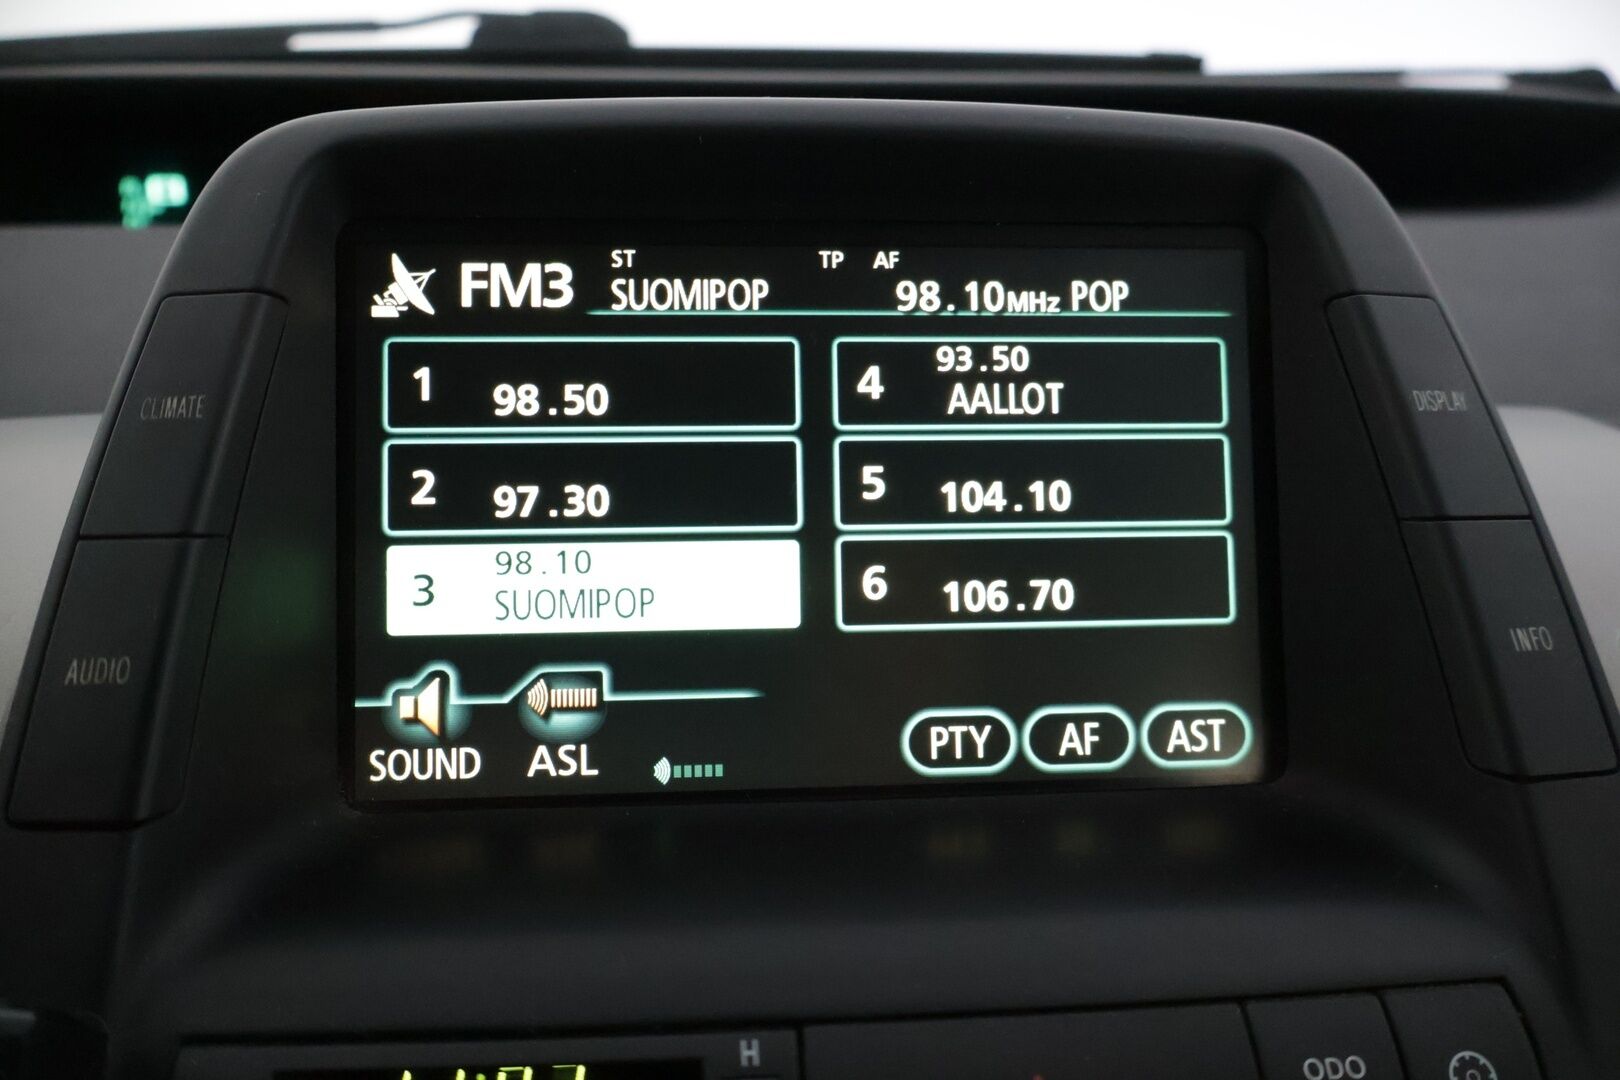 FM3 ST TP AF
SUOMIPOP 98.10MHz POP
1 98.50
2 97.30
3 98.10
SUOMIPOP
4 93.50
AALLOT
5 104.10
6 106.70
SOUND ASL
PTY AF AST
CLIMATE
AUDIO
DISPLAY
INFO
H
ODO